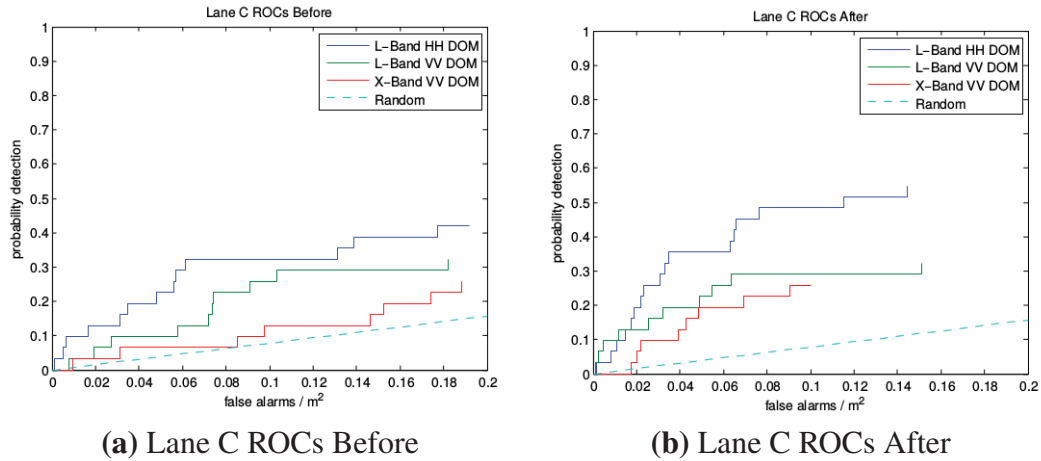 Lane C ROCs Before
L-Band HH DOM
L-Band VV DOM
X-Band VV DOM
Random
1
0.9
0.8
0.7
0.6
0.5
0.4
0.3
0.2
0.1
0
probability detection
0 0.02 0.04 0.06 0.08 0.1 0.12 0.14 0.16 0.18 0.2
false alarms / m²
(a) Lane C ROCs Before
Lane C ROCs After
L-Band HH DOM
L-Band VV DOM
X-Band VV DOM
Random
1
0.9
0.8
0.7
0.6
0.5
0.4
0.3
0.2
0.1
0
probability detection
0 0.02 0.04 0.06 0.08 0.1 0.12 0.14 0.16 0.18 0.2
false alarms / m²
(b) Lane C ROCs After